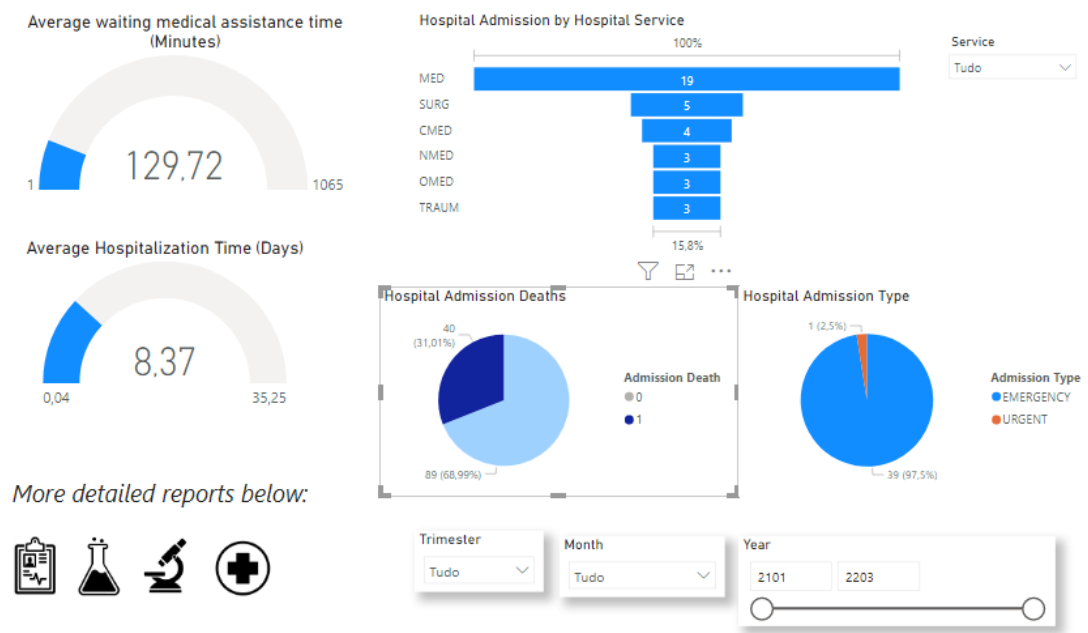 Average waiting medical assistance time
(Minutes)
129,72
1
1065
Average Hospitalization Time (Days)
8,37
0,04
35,25
More detailed reports below:
Hospital Admission by Hospital Service
100%
MED
19
SURG
5
CMED
4
NMED
3
OMED
3
TRAUM
3
15,8%
Service
Tudo
Hospital Admission Deaths
40
(31,01%)
89 (68,99%)
Admission Death
0
1
Hospital Admission Type
1 (2,5%)
39 (97,5%)
Admission Type
EMERGENCY
URGENT
Trimester
Tudo
Month
Tudo
Year
2101
2203